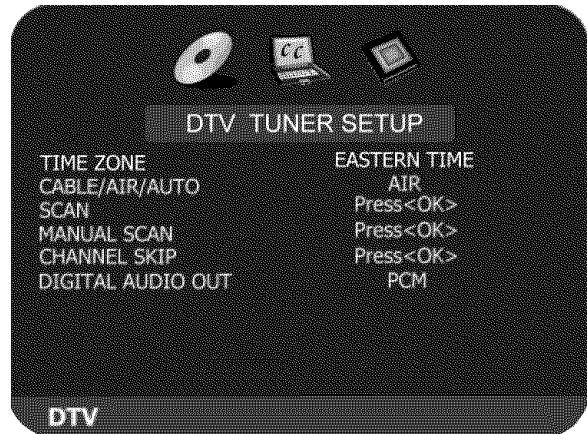 CC
DTV TUNER SETUP
TIME ZONE EASTERN TIME
CABLE/AIR/AUTO AIR
SCAN Press<OK>
MANUAL SCAN Press<OK>
CHANNEL SKIP Press<OK>
DIGITAL AUDIO OUT PCM
DTV